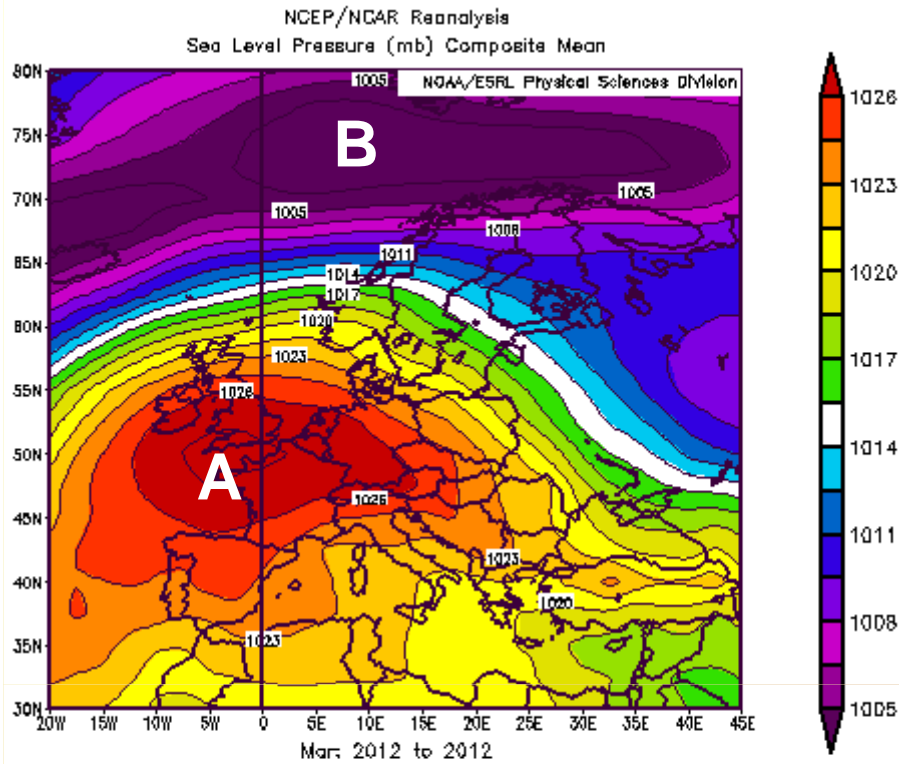 NCEP/NCAR Reanalysis
Sea Level Pressure (mb) Composite Mean
80N
1005
NOAA/ESRL Physical Sciences Division
1026
75N
B
1023
70N
1005
1005
1008
1020
65N
1011
1014
1017
60N
1020
1017
1023
55N
1026
1014
50N
A
1026
1011
45N
1023
40N
1020
1008
35N
1023
30N
1005
20W 15W 10W 5W 0 5E 10E 15E 20E 25E 30E 35E 40E 45E
Mar: 2012 to 2012